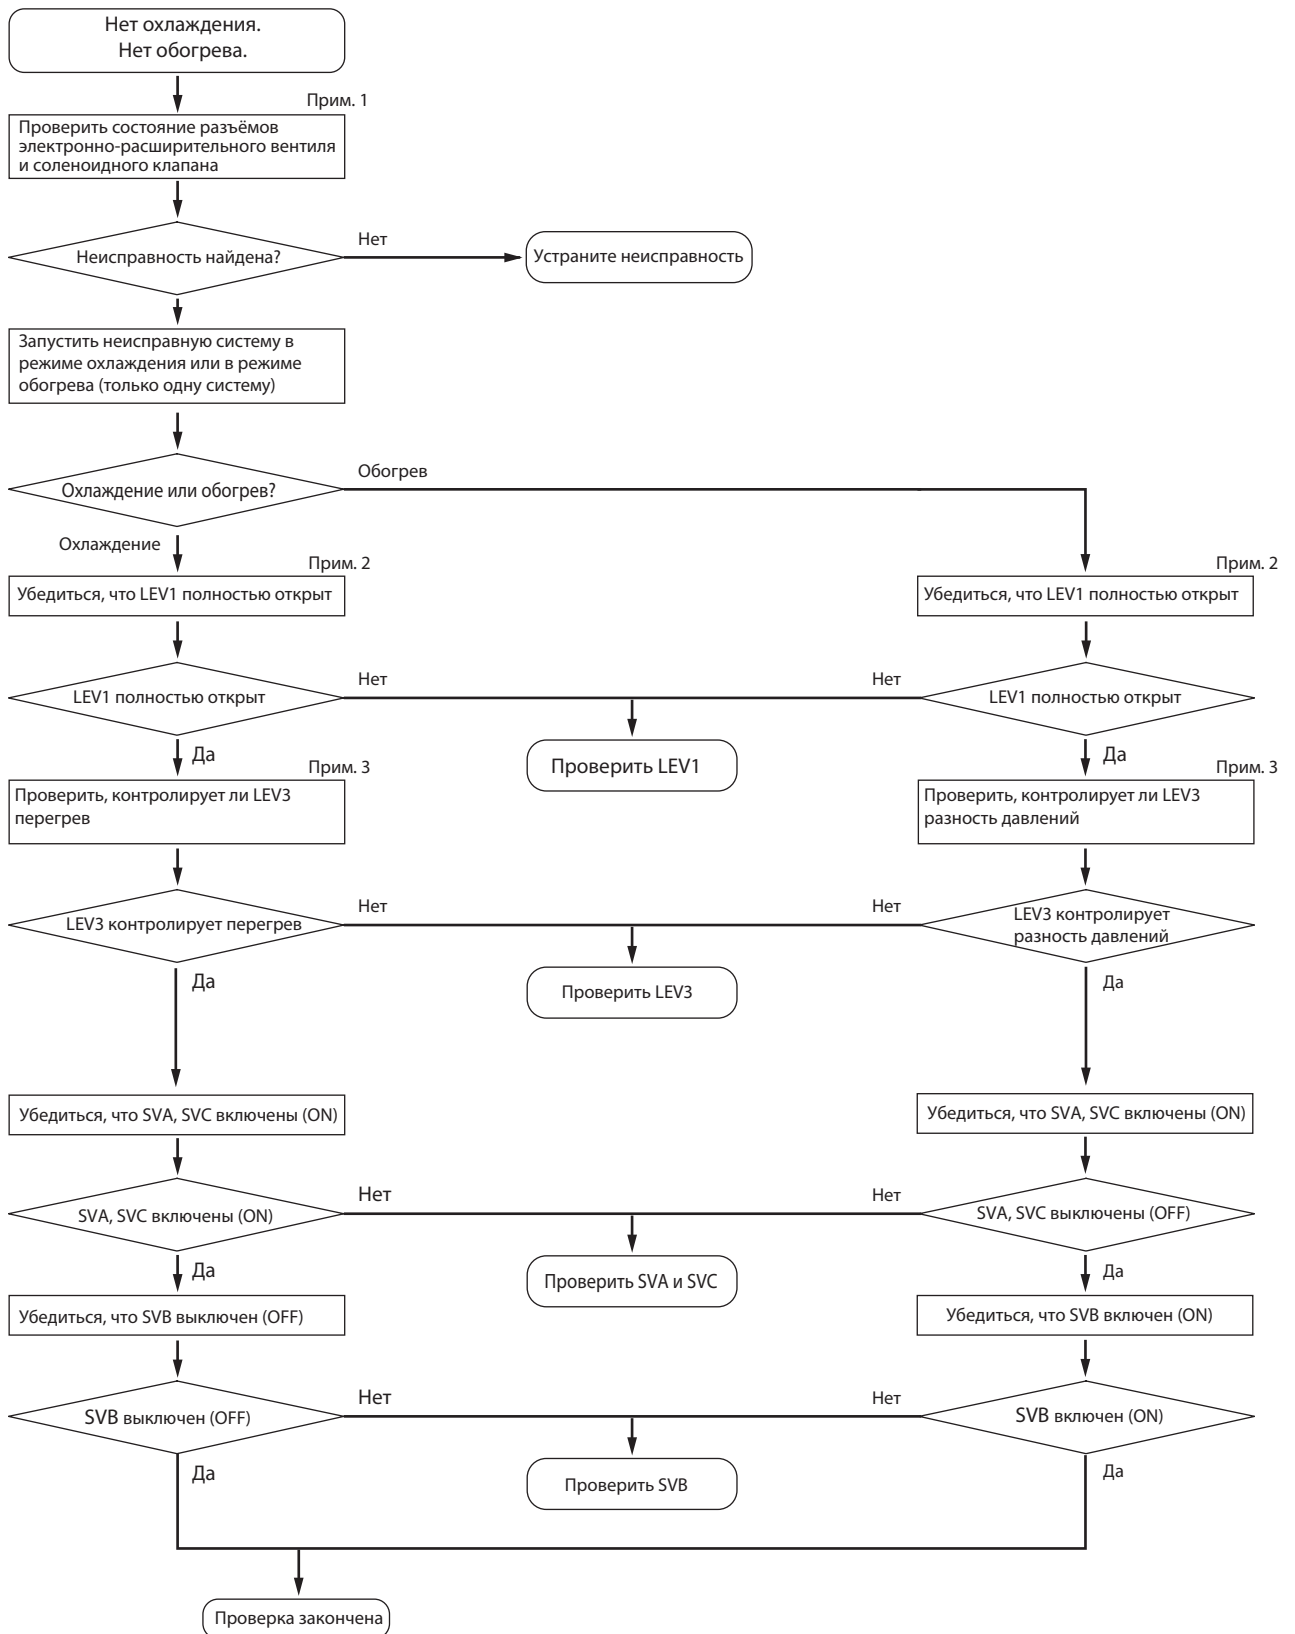 Нет охлаждения.
Нет обогрева.
Прим. 1
Проверить состояние разъёмов
электронно-расширительного вентиля
и соленоидного клапана
Неисправность найдена?
Нет
Устраните неисправность
Запустить неисправную систему в
режиме охлаждения или в режиме
обогрева (только одну систему)
Охлаждение или обогрев?
Обогрев
Охлаждение
Прим. 2
Прим. 2
Убедиться, что LEV1 полностью открыт
Убедиться, что LEV1 полностью открыт
LEV1 полностью открыт
Нет
Нет
LEV1 полностью открыт
Проверить LEV1
Да
Прим. 3
Да
Прим. 3
Проверить, контролирует ли LEV3
перегрев
Проверить, контролирует ли LEV3
разность давлений
LEV3 контролирует перегрев
Нет
Нет
LEV3 контролирует
разность давлений
Проверить LEV3
Да
Да
Убедиться, что SVA, SVC включены (ON)
Убедиться, что SVA, SVC включены (ON)
SVA, SVC включены (ON)
Нет
Нет
SVA, SVC выключены (OFF)
Проверить SVA и SVC
Да
Да
Убедиться, что SVB выключен (OFF)
Убедиться, что SVB включен (ON)
SVB выключен (OFF)
Нет
Нет
SVB включен (ON)
Проверить SVB
Да
Да
Проверка закончена